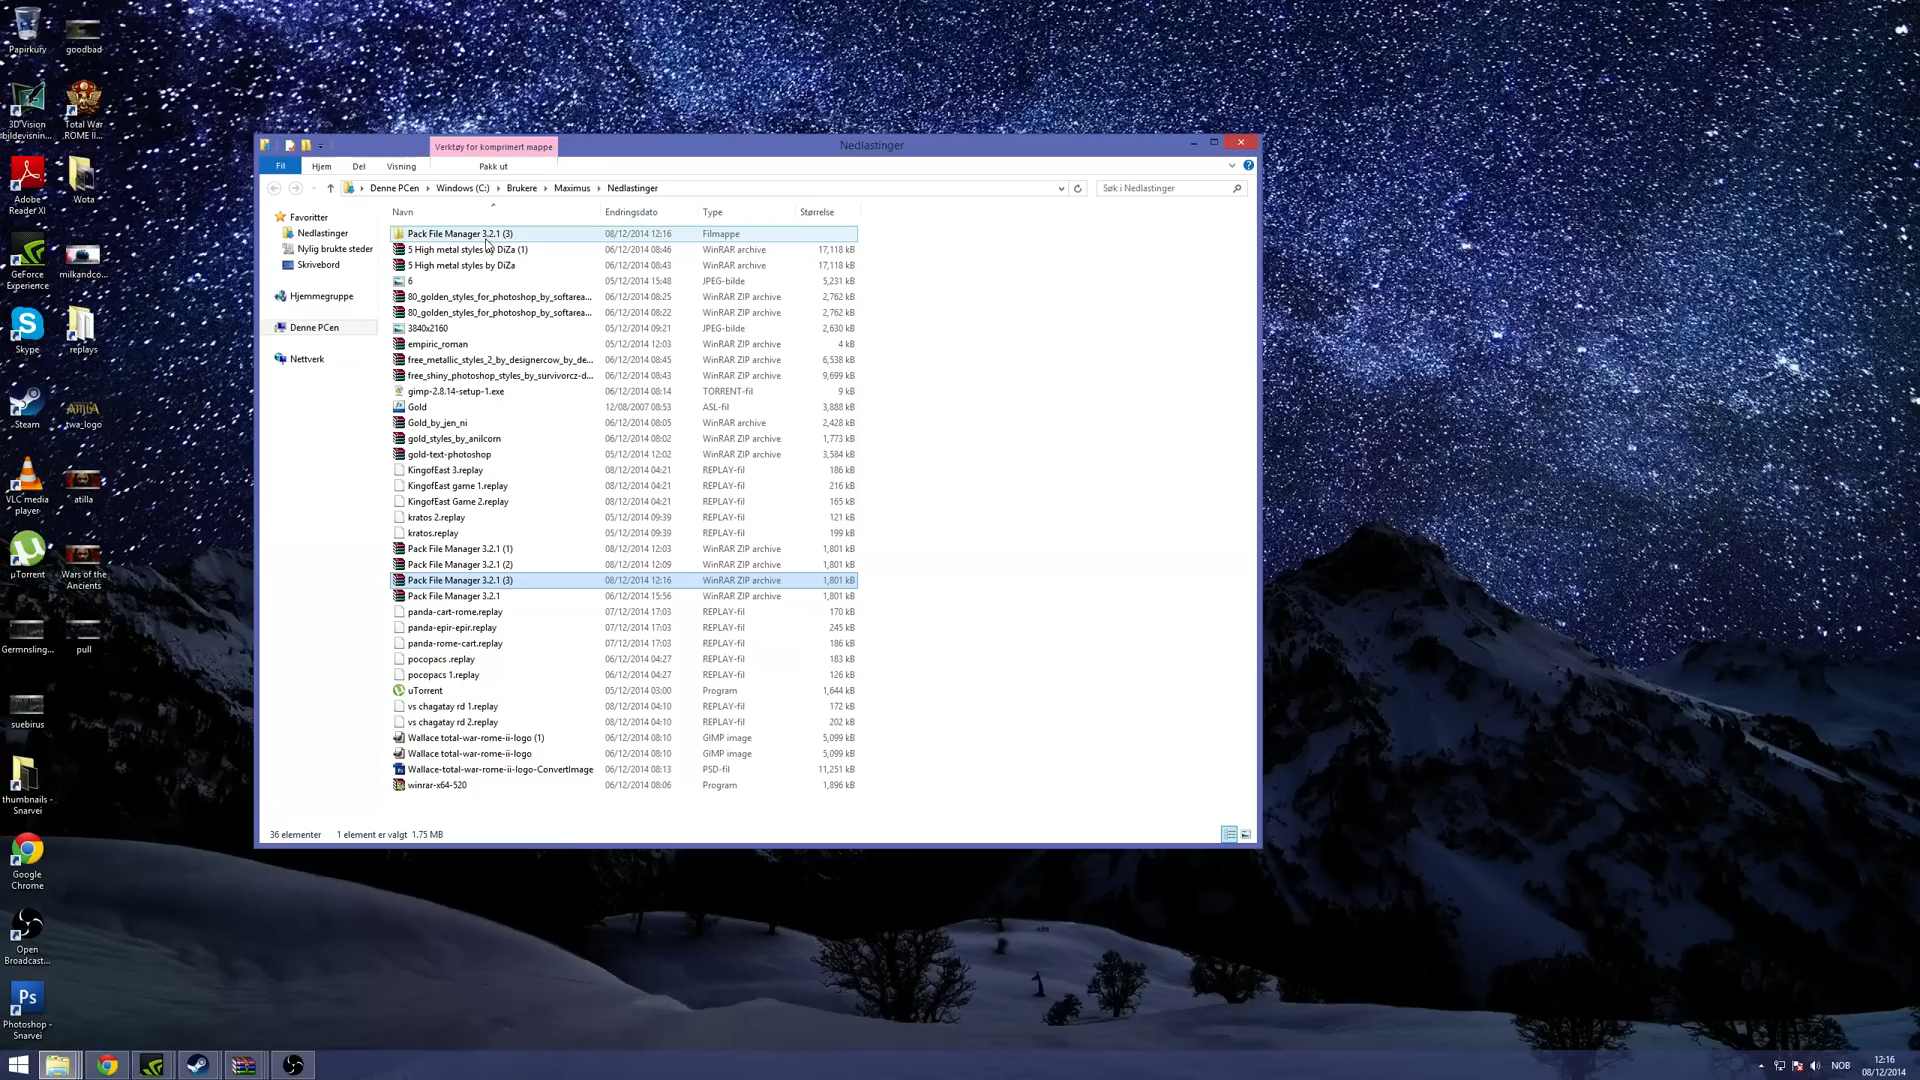 Papirkurv
goodbad
3D Vision
bildevisnin...
Total War
ROME II...
Adobe
Reader XI
Wota
GeForce
Experience
milkandco...
Skype
replays
Steam
twa_logo
VLC media
player
atilla
µTorrent
Wars of the
Ancients
Germnsling...
pull
suebirus
thumbnails -
Snarvei
Google
Chrome
Open
Broadcast...
Photoshop -
Snarvei
Verktøy for komprimert mappe
Nedlastinger
Fil Hjem Del Visning Pakk ut
Denne PCen Windows (C:) Brukere Maximus Nedlastinger
Søk i Nedlastinger
Favoritter
Nedlastinger
Nylig brukte steder
Skrivebord
Hjemmegruppe
Denne PCen
Nettverk
Navn Endringsdato Type Størrelse
Pack File Manager 3.2.1 (3) 08/12/2014 12:16 Filmappe
5 High metal styles by DiZa (1) 06/12/2014 08:46 WinRAR archive 17,118 kB
5 High metal styles by DiZa 06/12/2014 08:43 WinRAR archive 17,118 kB
6 05/12/2014 15:48 JPEG-bilde 5,231 kB
80_golden_styles_for_photoshop_by_softarea... 06/12/2014 08:25 WinRAR ZIP archive 2,762 kB
80_golden_styles_for_photoshop_by_softarea... 06/12/2014 08:22 WinRAR ZIP archive 2,762 kB
3840x2160 05/12/2014 09:21 JPEG-bilde 2,630 kB
empiric_roman 05/12/2014 12:03 WinRAR ZIP archive 4 kB
free_metallic_styles_2_by_designercow_by_de... 06/12/2014 08:45 WinRAR ZIP archive 6,538 kB
free_shiny_photoshop_styles_by_survivorcz-d... 06/12/2014 08:43 WinRAR ZIP archive 9,699 kB
gimp-2.8.14-setup-1.exe 06/12/2014 08:14 TORRENT-fil 9 kB
Gold 12/08/2007 08:53 ASL-fil 3,888 kB
Gold_by_jen_ni 06/12/2014 08:05 WinRAR archive 2,428 kB
gold_styles_by_anilcorn 06/12/2014 08:02 WinRAR ZIP archive 1,773 kB
gold-text-photoshop 05/12/2014 12:02 WinRAR ZIP archive 3,584 kB
KingofEast 3.replay 08/12/2014 04:21 REPLAY-fil 186 kB
KingofEast game 1.replay 08/12/2014 04:21 REPLAY-fil 216 kB
KingofEast Game 2.replay 08/12/2014 04:21 REPLAY-fil 165 kB
kratos 2.replay 05/12/2014 09:39 REPLAY-fil 121 kB
kratos.replay 05/12/2014 09:39 REPLAY-fil 199 kB
Pack File Manager 3.2.1 (1) 08/12/2014 12:03 WinRAR ZIP archive 1,801 kB
Pack File Manager 3.2.1 (2) 08/12/2014 12:09 WinRAR ZIP archive 1,801 kB
Pack File Manager 3.2.1 (3) 08/12/2014 12:16 WinRAR ZIP archive 1,801 kB
Pack File Manager 3.2.1 06/12/2014 15:56 WinRAR ZIP archive 1,801 kB
panda-cart-rome.replay 07/12/2014 17:03 REPLAY-fil 170 kB
panda-epir-epir.replay 07/12/2014 17:03 REPLAY-fil 245 kB
panda-rome-cart.replay 07/12/2014 17:03 REPLAY-fil 186 kB
pocopacs .replay 06/12/2014 04:27 REPLAY-fil 183 kB
pocopacs 1.replay 06/12/2014 04:27 REPLAY-fil 126 kB
uTorrent 05/12/2014 03:00 Program 1,644 kB
vs chagatay rd 1.replay 08/12/2014 04:10 REPLAY-fil 172 kB
vs chagatay rd 2.replay 08/12/2014 04:10 REPLAY-fil 202 kB
Wallace total-war-rome-ii-logo (1) 06/12/2014 08:10 GIMP image 5,099 kB
Wallace total-war-rome-ii-logo 06/12/2014 08:10 GIMP image 5,099 kB
Wallace-total-war-rome-ii-logo-ConvertImage 06/12/2014 08:13 PSD-fil 11,251 kB
winrar-x64-520 06/12/2014 08:06 Program 1,896 kB
36 elementer 1 element er valgt 1.75 MB
NOB
12:16
08/12/2014